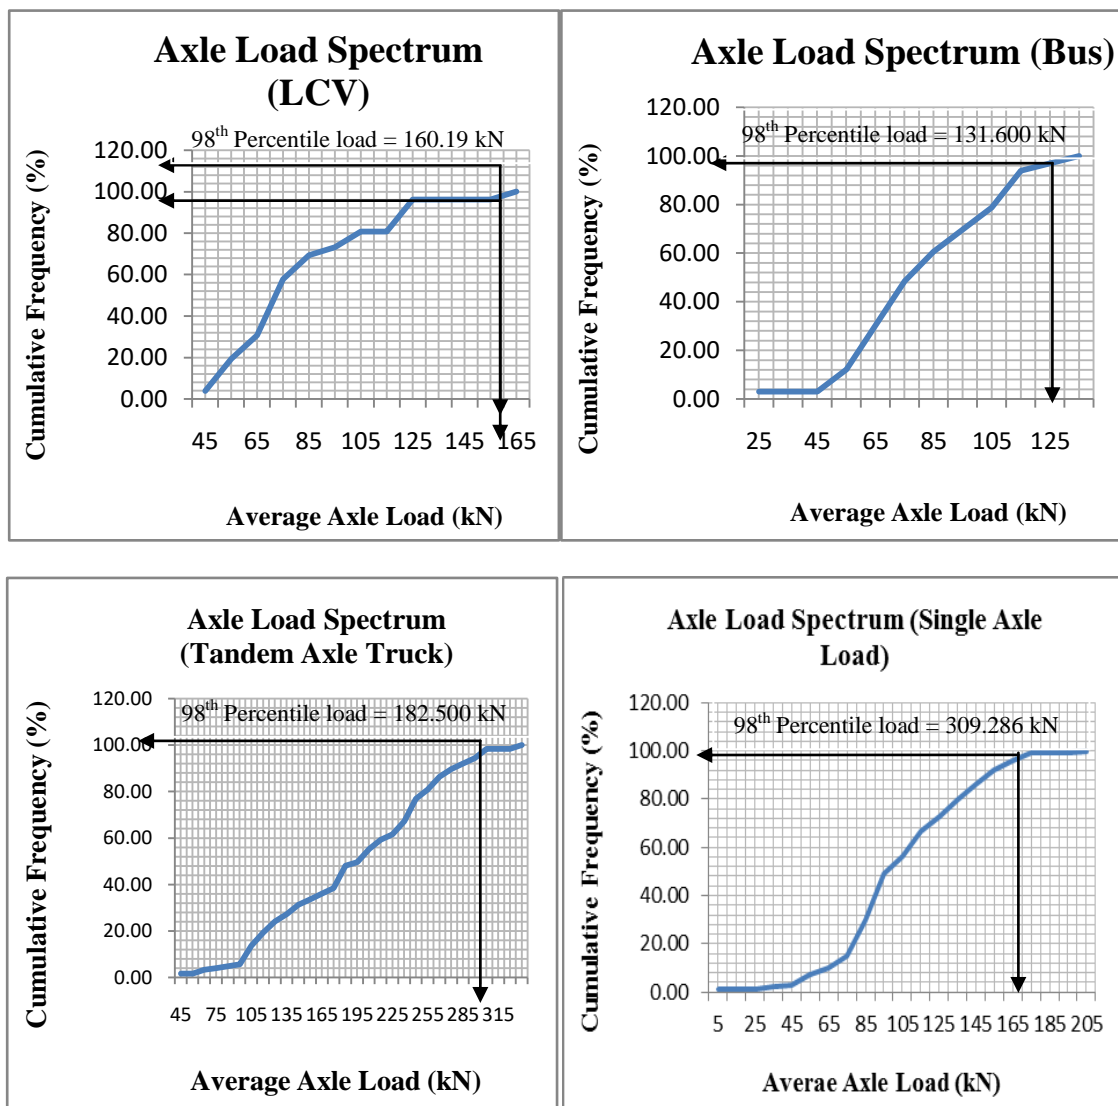 Axle Load Spectrum
(LCV)
98th Percentile load = 160.19 kN
120.00
100.00
80.00
60.00
40.00
20.00
0.00
Cumulative Frequency (%)
45 65 85 105 125 145 165
Average Axle Load (kN)
Axle Load Spectrum (Bus)
120.00
98th Percentile load = 131.600 kN
100.00
80.00
60.00
40.00
20.00
0.00
Cumulative Frequency (%)
25 45 65 85 105 125
Average Axle Load (kN)
Axle Load Spectrum
(Tandem Axle Truck)
120.00
98th Percentile load = 182.500 kN
100.00
80.00
60.00
40.00
20.00
0.00
Cumulative Frequency (%)
45 75 105 135 165 195 225 255 285 315
Average Axle Load (kN)
Axle Load Spectrum (Single Axle
Load)
120.00
98th Percentile load = 309.286 kN
100.00
80.00
60.00
40.00
20.00
0.00
Cumulative Frequency (%)
5 25 45 65 85 105 125 145 165 185 205
Averae Axle Load (kN)